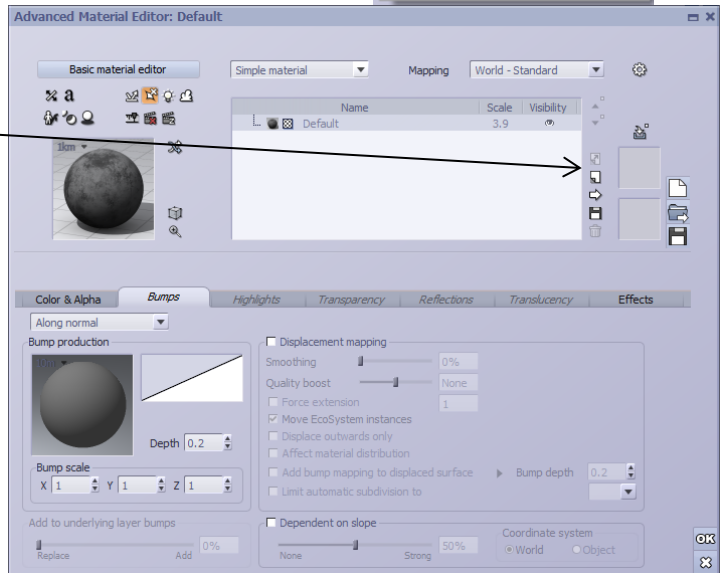 Advanced Material Editor: Default
Basic material editor
Simple material
Mapping
World - Standard
Name Scale Visibility
Default 3.9
1km
Color & Alpha
Bumps
Highlights
Transparency
Reflections
Translucency
Effects
Along normal
Bump production
Depth 0.2
Bump scale
X 1 Y 1 Z 1
Add to underlying layer bumps
0%
Replace Add
Displacement mapping
Smoothing 0%
Quality boost None
Force extension 1
Move EcoSystem instances
Displace outwards only
Affect material distribution
Add bump mapping to displaced surface Bump depth 0.2
Limit automatic subdivision to
Dependent on slope
50%
None Strong
Coordinate system
World Object
OK